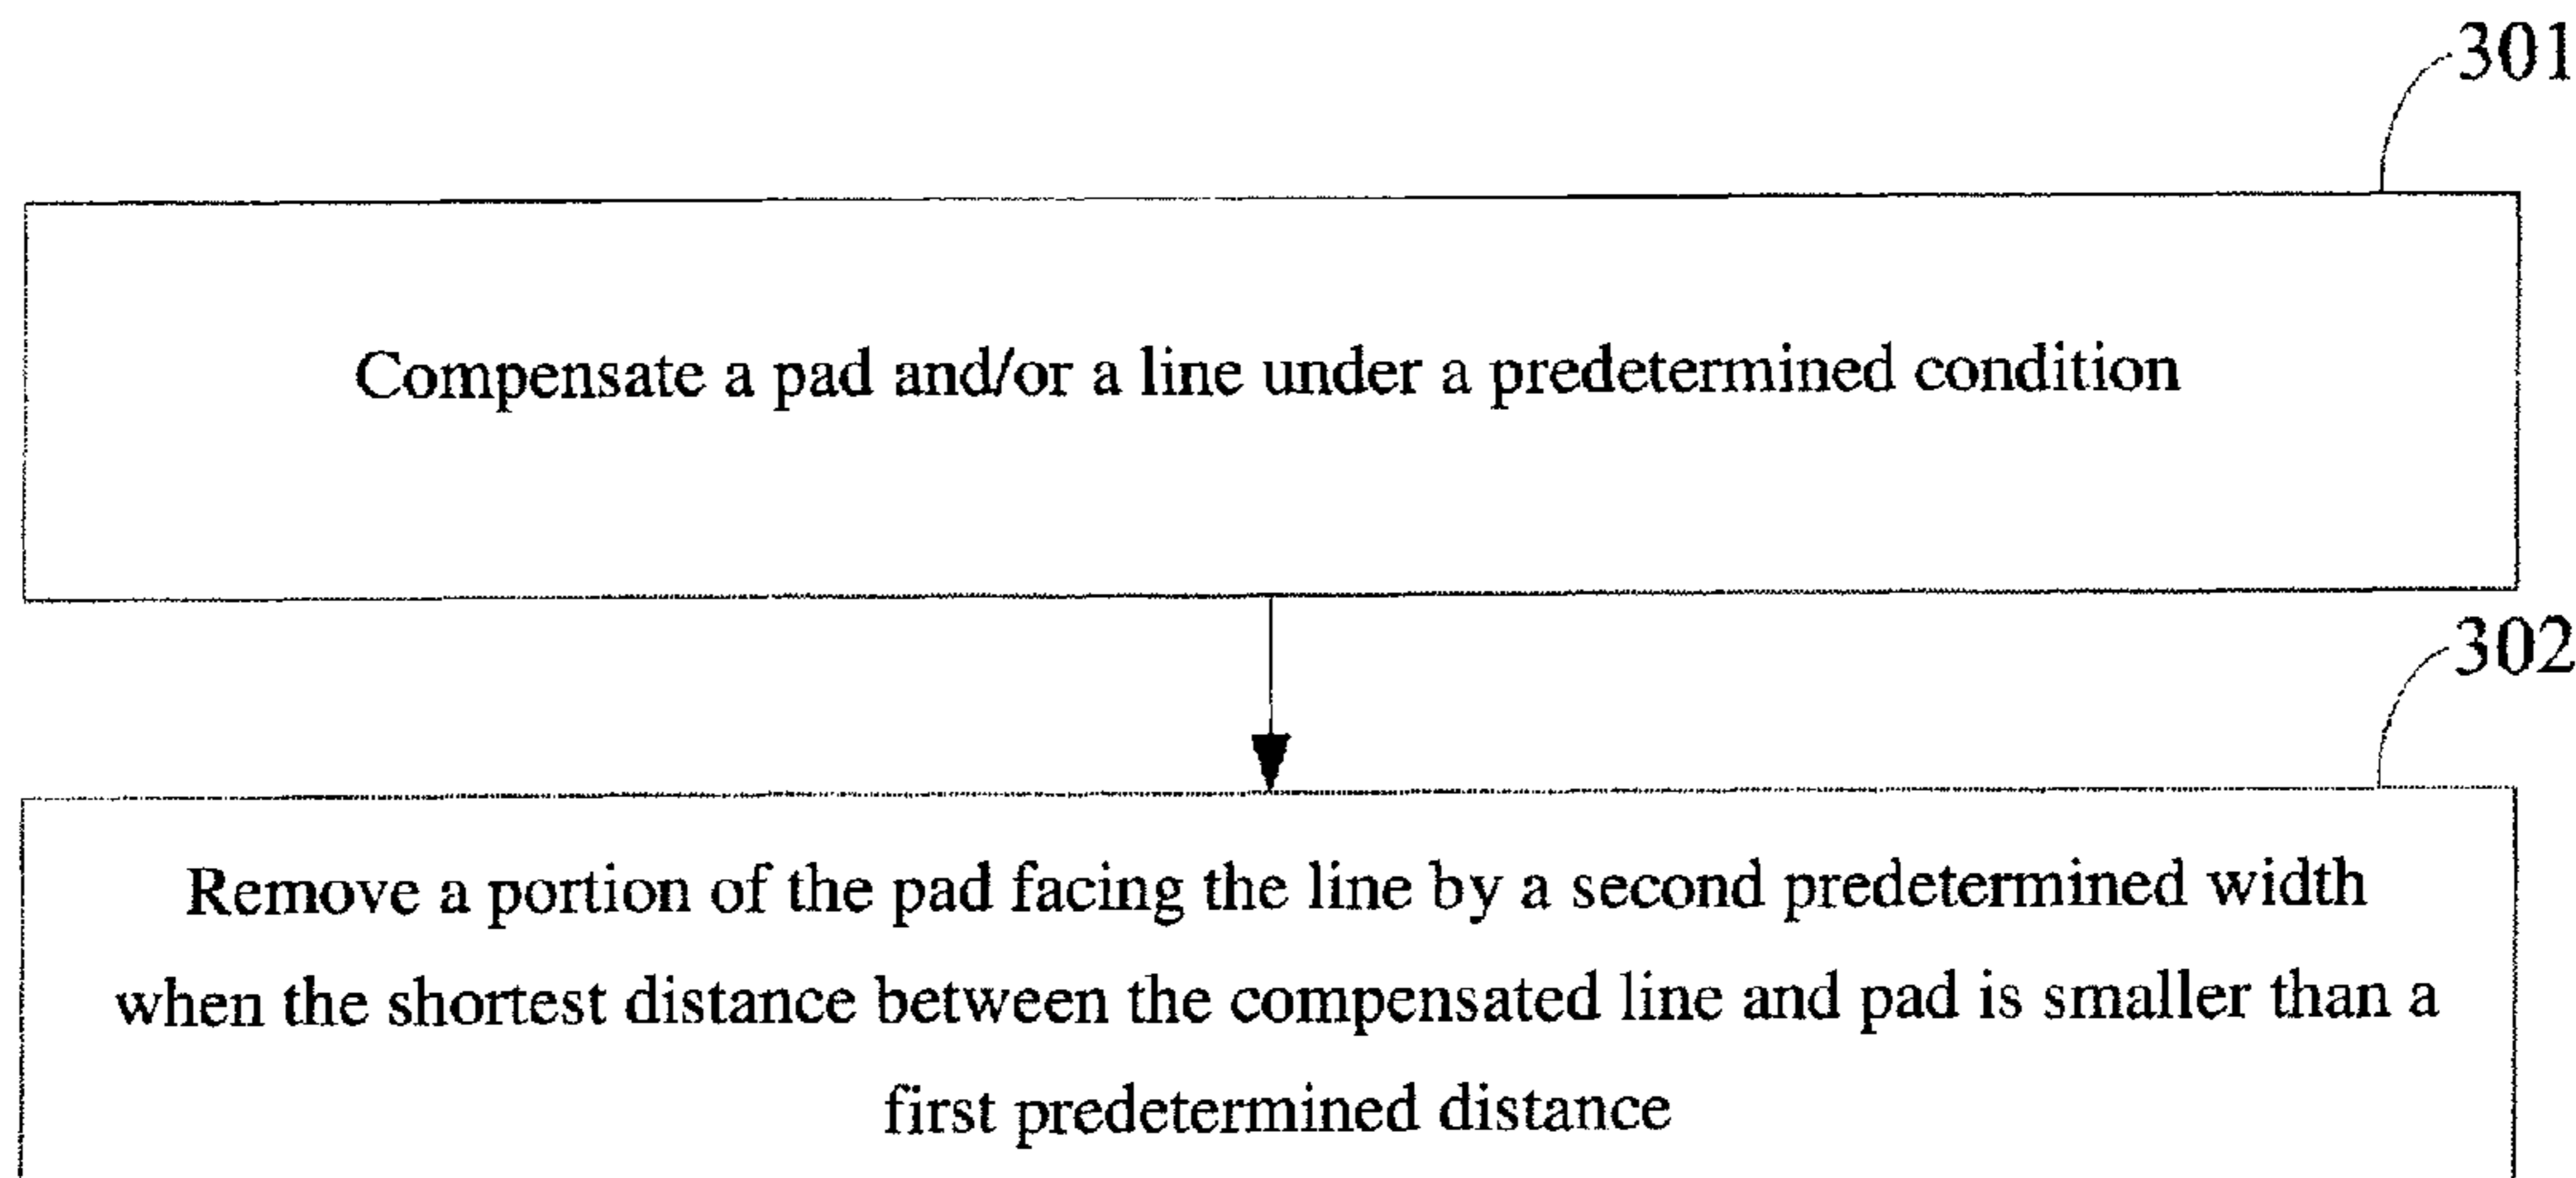 301
Compensate a pad and/or a line under a predetermined condition
302
Remove a portion of the pad facing the line by a second predetermined width
when the shortest distance between the compensated line and pad is smaller than a
first predetermined distance